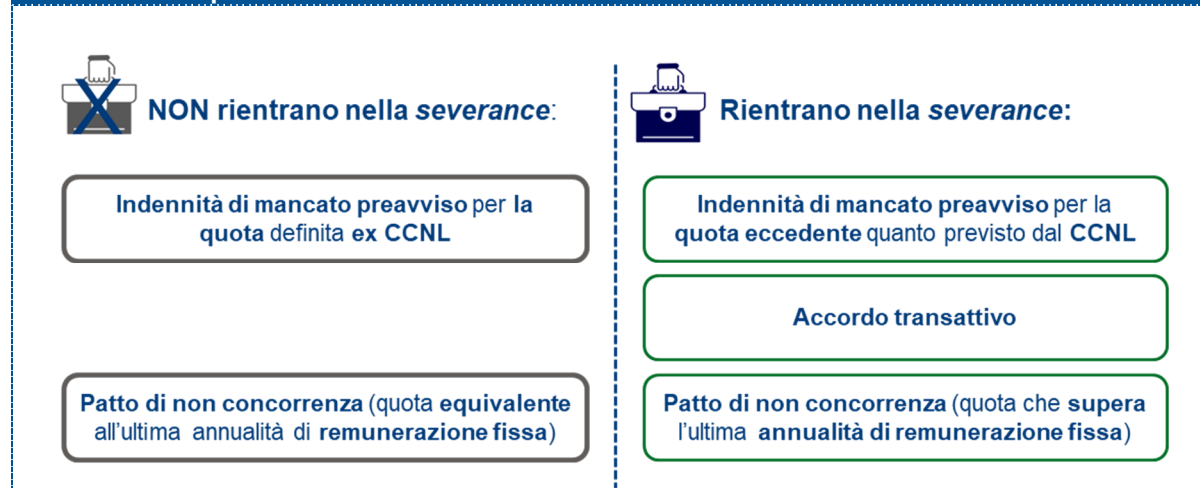 NON rientrano nella severance:
Indennità di mancato preavviso per la
quota definita ex CCNL
Patto di non concorrenza (quota equivalente
all'ultima annualità di remunerazione fissa)
Rientrano nella severance:
Indennità di mancato preavviso per la
quota eccedente quanto previsto dal CCNL
Accordo transattivo
Patto di non concorrenza (quota che supera
l'ultima annualità di remunerazione fissa)